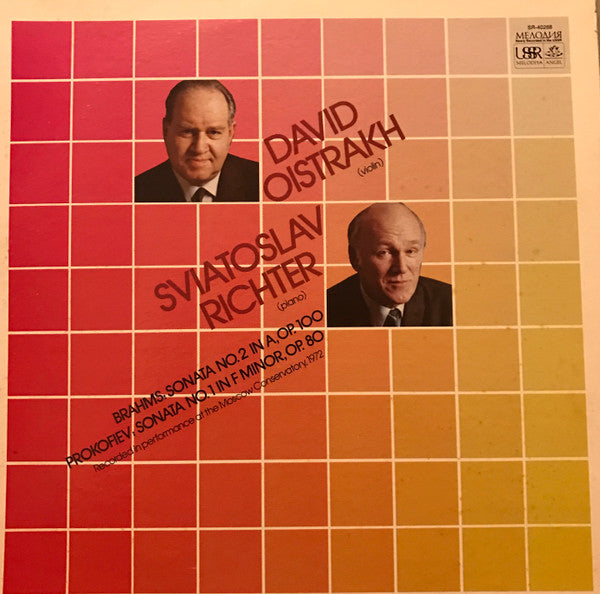 SR-40268
МЕЛОДИЯ
USSR
MELODIYA ANGEL
DAVID
OISTRAKH
(violin)
SVIATOSLAV
RICHTER
(piano)
BRAHMS: SONATA NO. 2 IN A, OP. 100
PROKOFIEV: SONATA NO. 1 IN F MINOR, OP. 80
Recorded in performance at the Moscow Conservatory, 1972